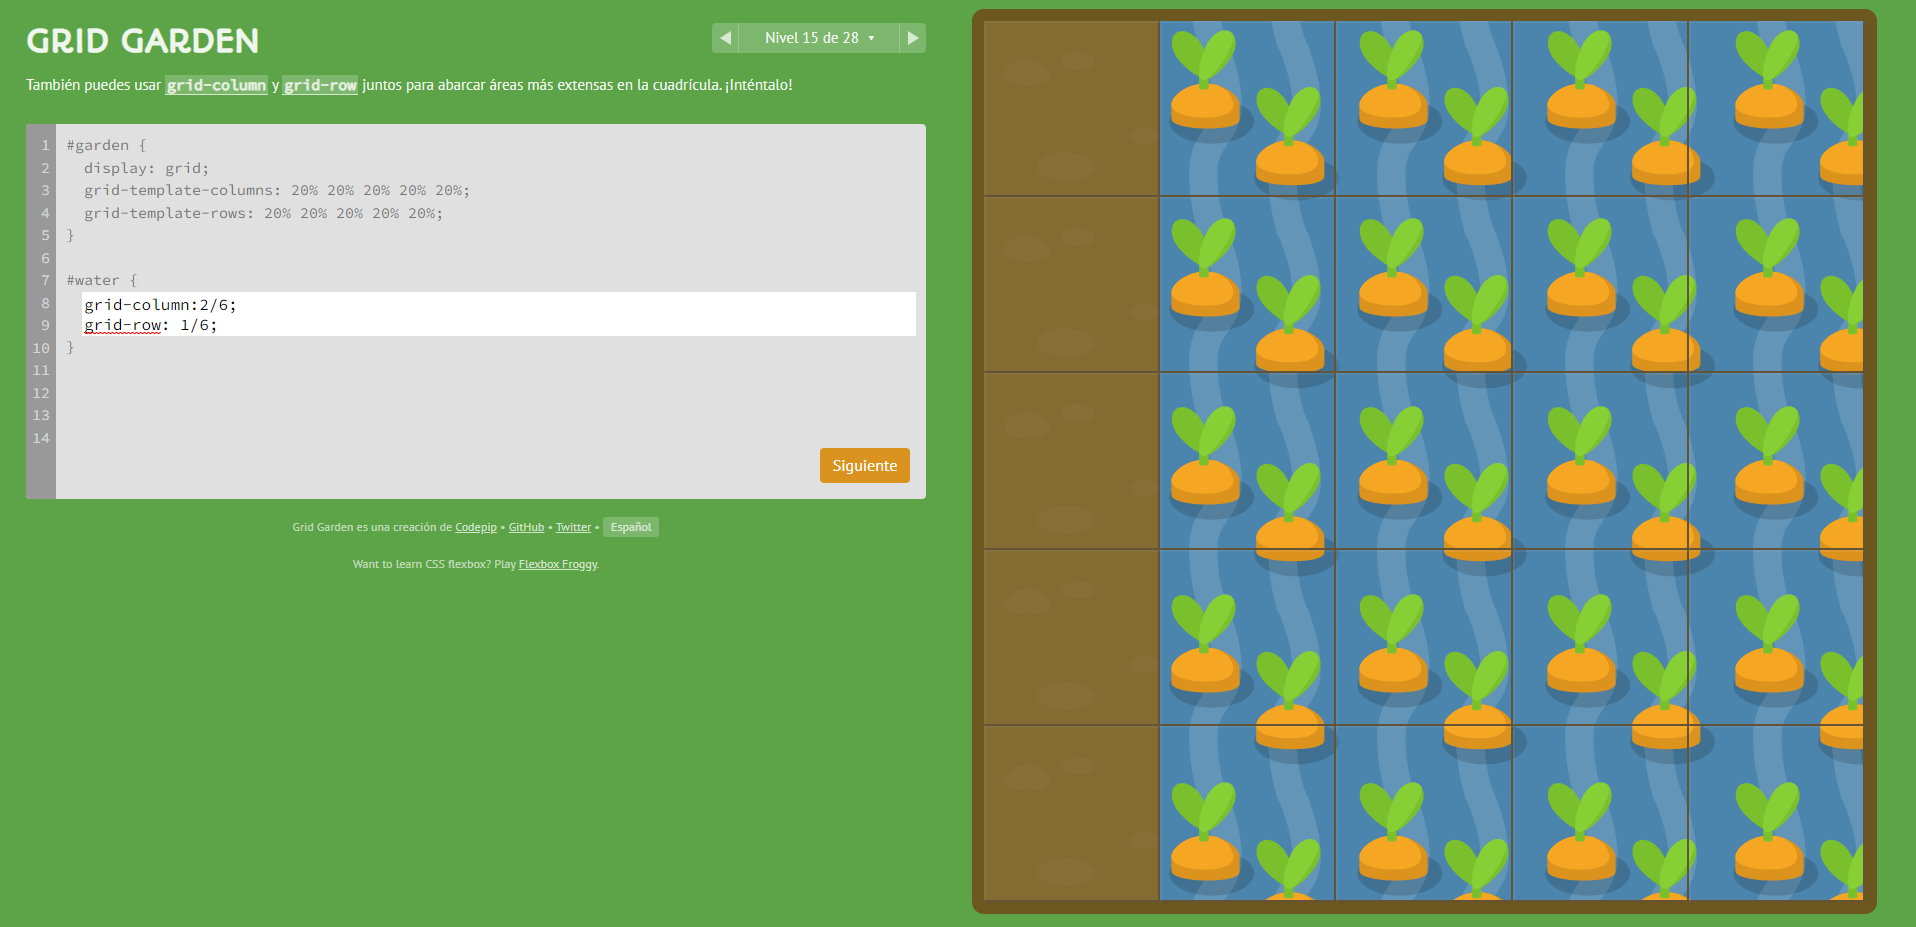 GRID GARDEN
◀ Nivel 15 de 28 ▾ ▶
También puedes usar grid-column y grid-row juntos para abarcar áreas más extensas en la cuadrícula. ¡Inténtalo!
1 #garden {
2 display: grid;
3 grid-template-columns: 20% 20% 20% 20% 20%;
4 grid-template-rows: 20% 20% 20% 20% 20%;
5 }
6
7 #water {
8 grid-column:2/6;
9 grid-row: 1/6;
10 }
11
12
13
14
Siguiente
Grid Garden es una creación de Codepip • GitHub • Twitter • Español
Want to learn CSS flexbox? Play Flexbox Froggy.